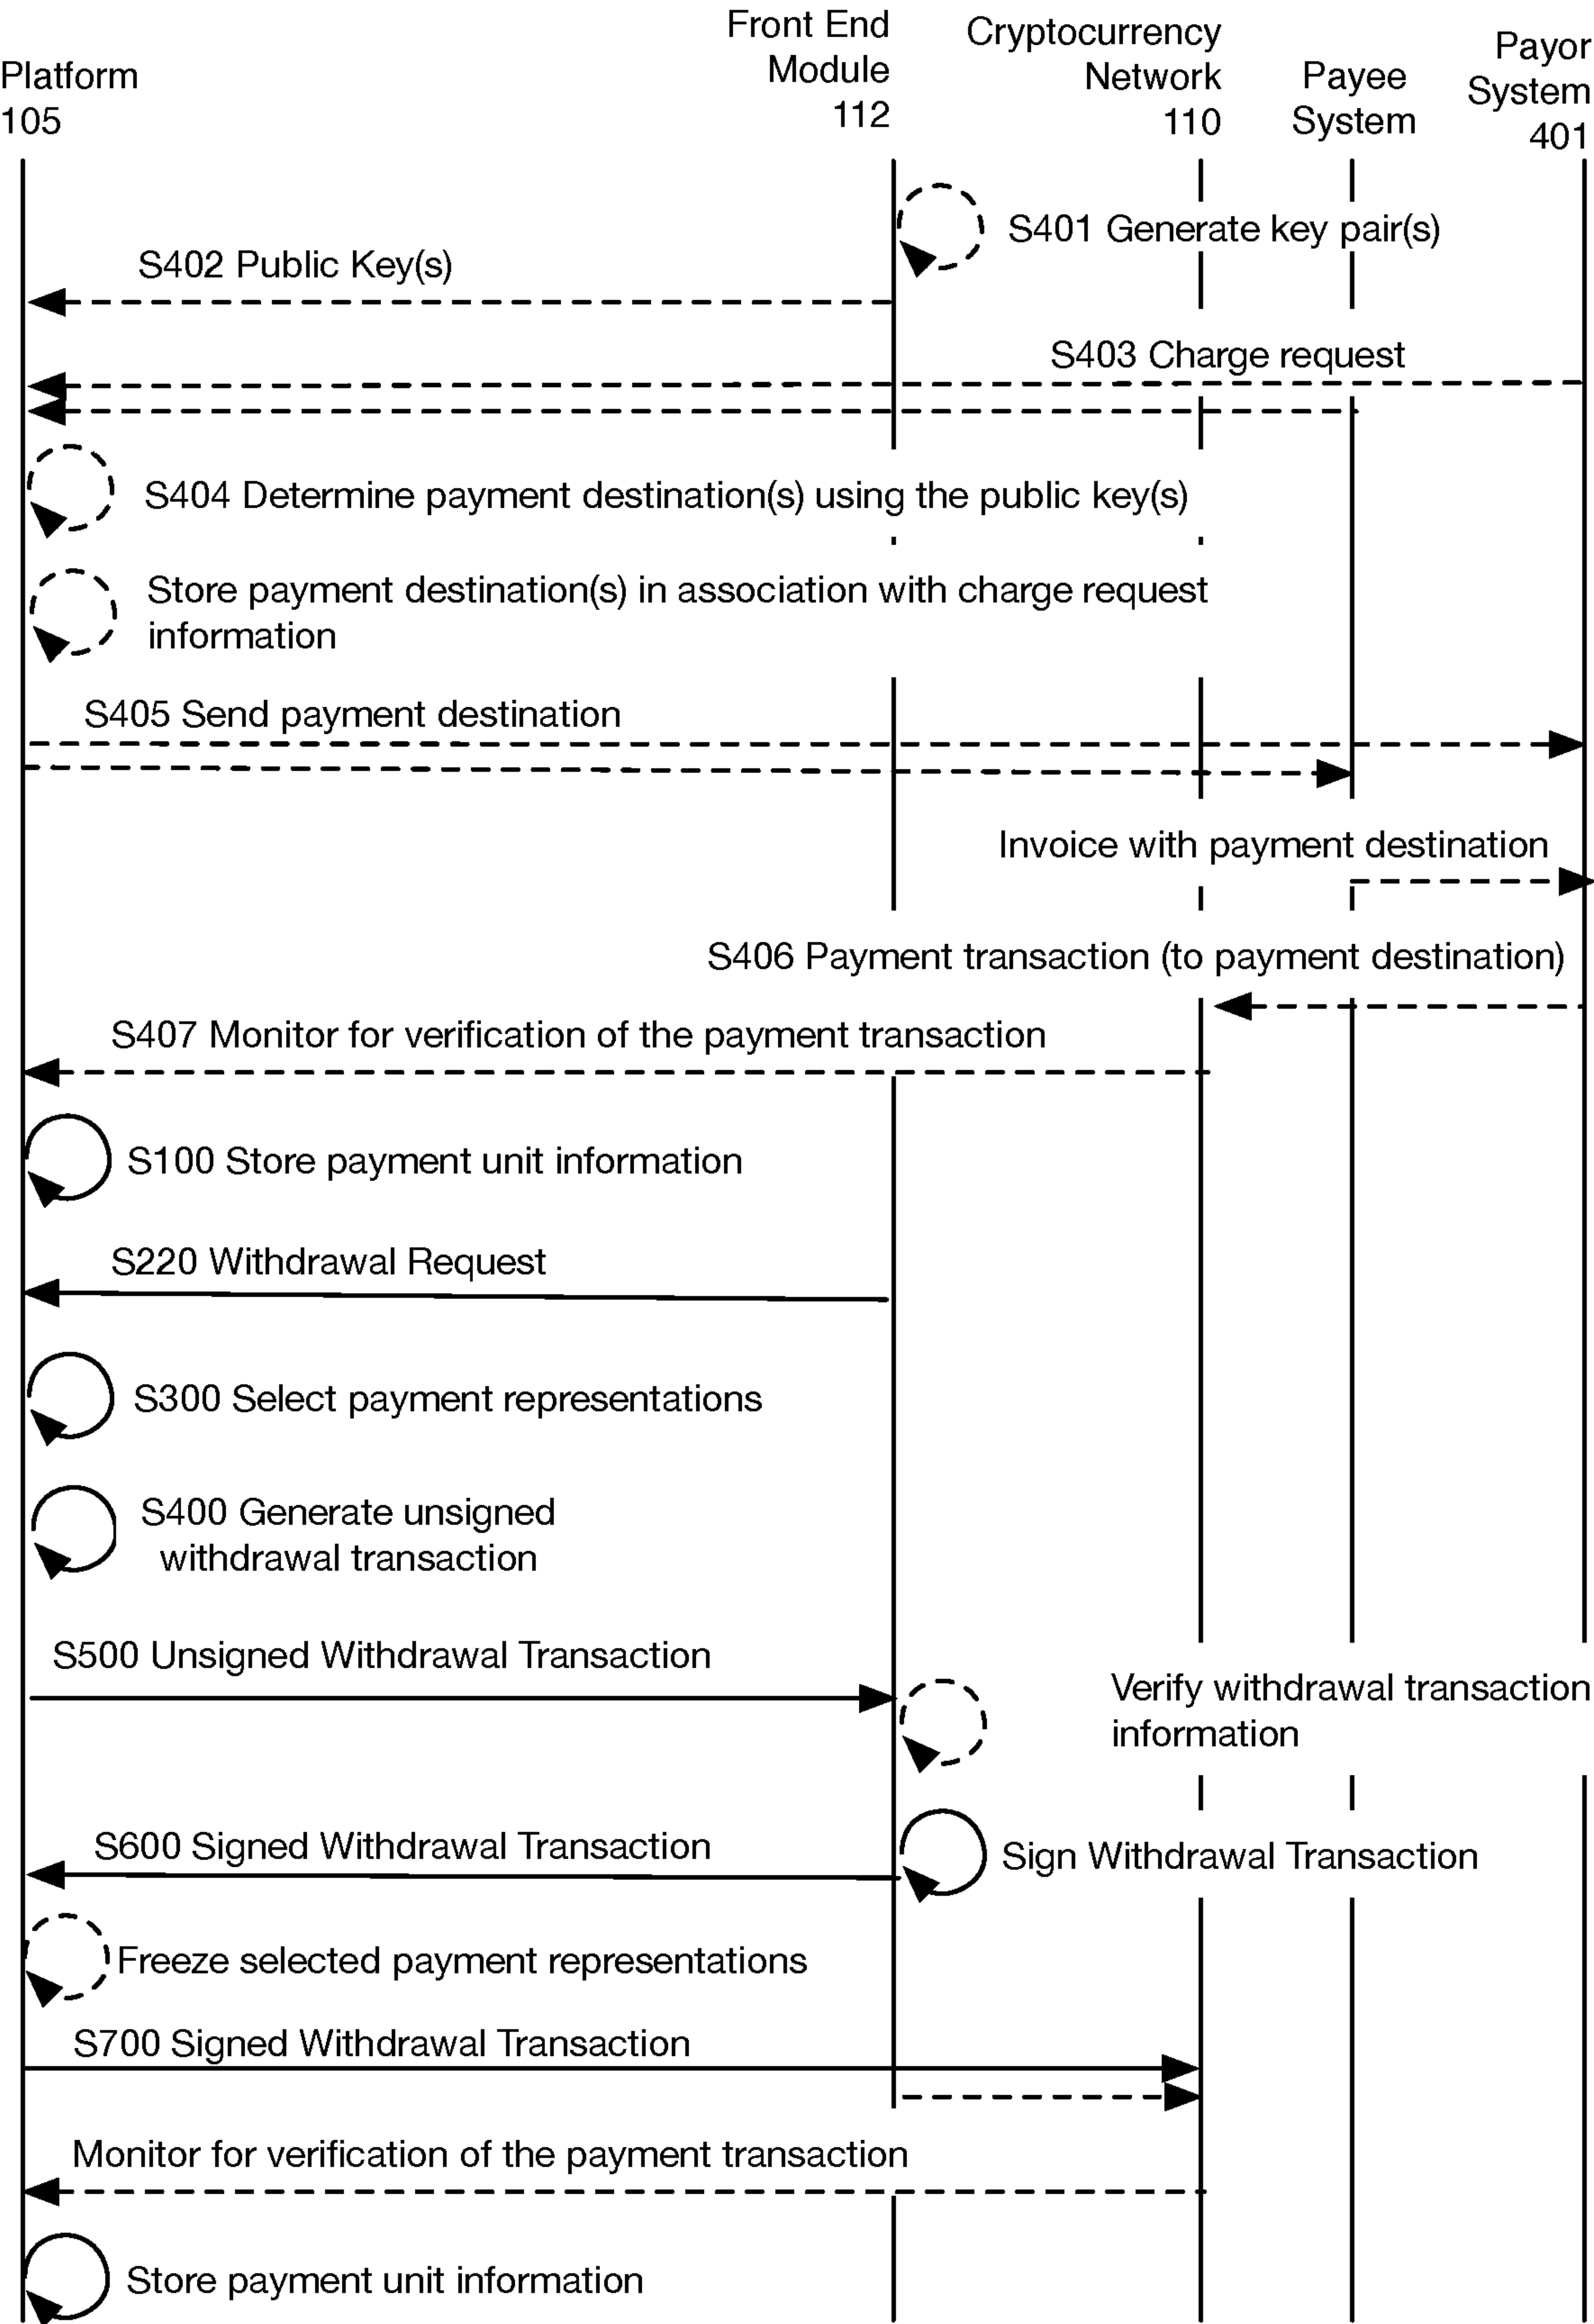 Platform
105
Front End
Module
112
Cryptocurrency
Network
110
Payee
System
Payor
System
401
S401 Generate key pair(s)
S402 Public Key(s)
S403 Charge request
S404 Determine payment destination(s) using the public key(s)
Store payment destination(s) in association with charge request
information
S405 Send payment destination
Invoice with payment destination
S406 Payment transaction (to payment destination)
S407 Monitor for verification of the payment transaction
S100 Store payment unit information
S220 Withdrawal Request
S300 Select payment representations
S400 Generate unsigned
withdrawal transaction
S500 Unsigned Withdrawal Transaction
Verify withdrawal transaction
information
S600 Signed Withdrawal Transaction
Sign Withdrawal Transaction
Freeze selected payment representations
S700 Signed Withdrawal Transaction
Monitor for verification of the payment transaction
Store payment unit information